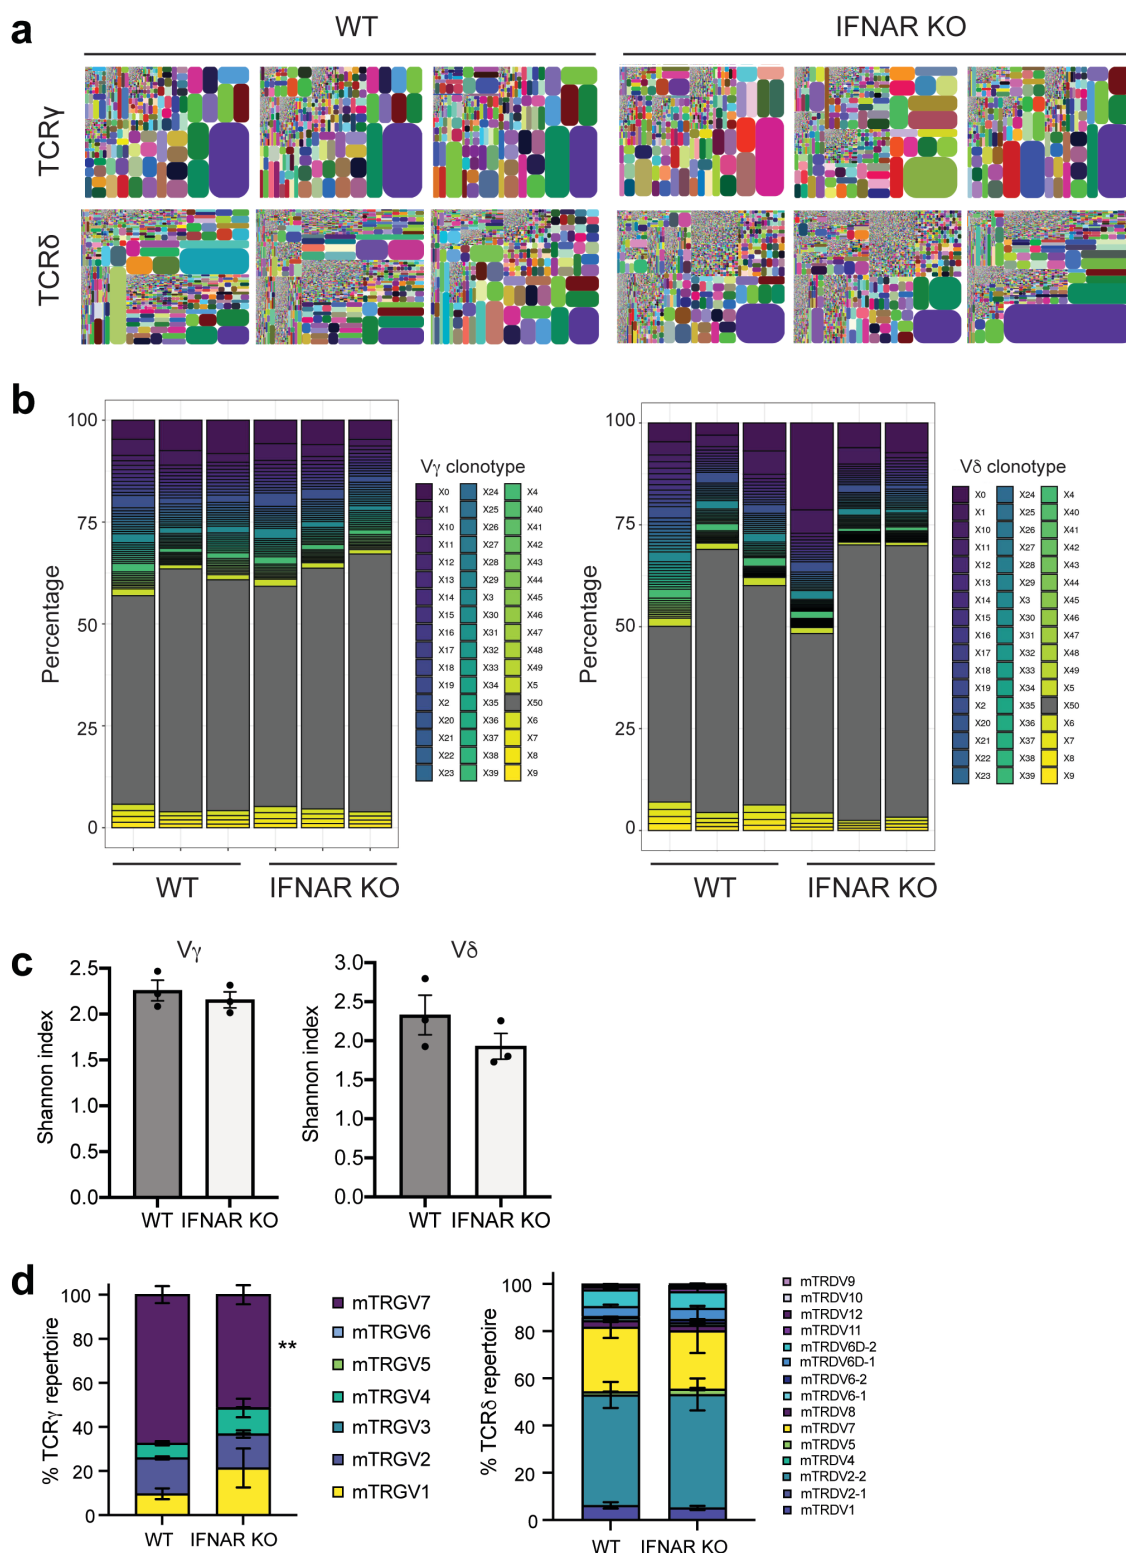 a
WT
IFNAR KO
TCRγ
TCRδ
b
100
75
50
25
0
Percentage
WT
IFNAR KO
Vγ clonotype
X0 X24 X4
X1 X25 X40
X10 X26 X41
X11 X27 X42
X12 X28 X43
X13 X29 X44
X14 X3 X45
X15 X30 X46
X16 X31 X47
X17 X32 X48
X18 X33 X49
X19 X34 X5
X2 X35 X50
X20 X36 X6
X21 X37 X7
X22 X38 X8
X23 X39 X9
100
75
50
25
0
Percentage
WT
IFNAR KO
Vδ clonotype
X0 X24 X4
X1 X25 X40
X10 X26 X41
X11 X27 X42
X12 X28 X43
X13 X29 X44
X14 X3 X45
X15 X30 X46
X16 X31 X47
X17 X32 X48
X18 X33 X49
X19 X34 X5
X2 X35 X50
X20 X36 X6
X21 X37 X7
X22 X38 X8
X23 X39 X9
c
Vγ
2.5
2.0
1.5
1.0
0.5
0.0
Shannon index
WT IFNAR KO
Vδ
3.0
2.5
2.0
1.5
1.0
0.5
0.0
Shannon index
WT IFNAR KO
d
100
80
60
40
20
0
% TCRγ repertoire
WT IFNAR KO
**
mTRGV7
mTRGV6
mTRGV5
mTRGV4
mTRGV3
mTRGV2
mTRGV1
100
80
60
40
20
0
% TCRδ repertoire
WT IFNAR KO
mTRDV9
mTRDV10
mTRDV12
mTRDV11
mTRDV6D-2
mTRDV6D-1
mTRDV6-2
mTRDV6-1
mTRDV8
mTRDV7
mTRDV5
mTRDV4
mTRDV2-2
mTRDV2-1
mTRDV1